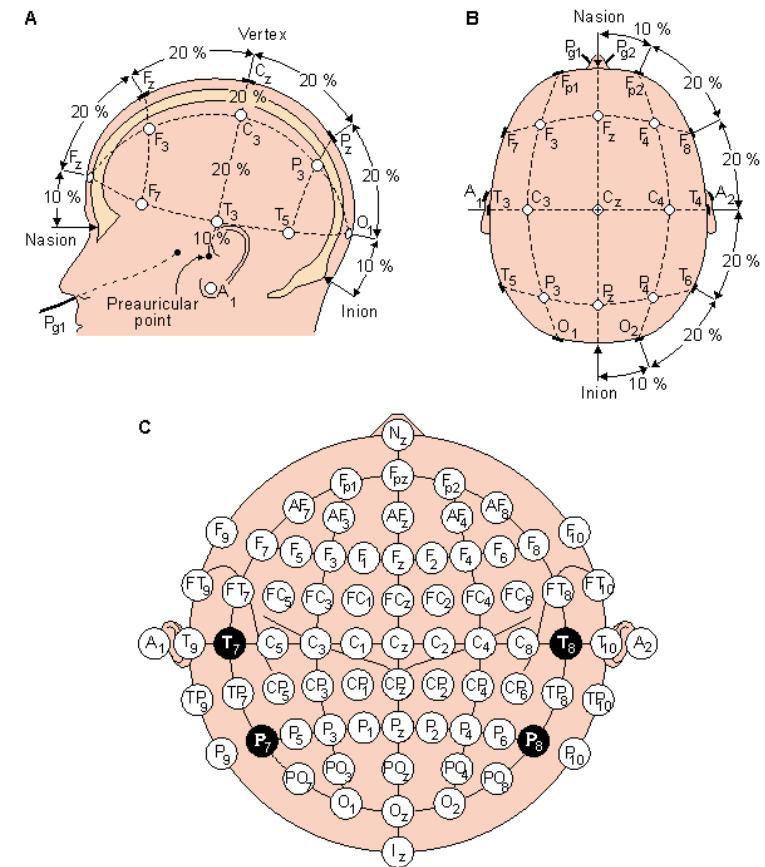 A
Vertex
20 %
20 %
Fz
Cz
20 %
20 %
20 %
F3
C3
Pz
Fz
P3
20 %
20 %
10 %
F7
T3
T5
O1
Nasion
10 %
10 %
A1
Preauricular
point
Inion
Pg1
B
Nasion
10 %
Pg1
Pg2
Fp1
Fp2
20 %
F7
F3
Fz
F4
F8
20 %
A1
T3
C3
Cz
C4
T4
A2
20 %
T5
P3
Pz
P4
T6
O1
O2
20 %
10 %
Inion
C
Nz
Fp1
Fpz
Fp2
AF7
AF3
AFz
AF4
AF8
F9
F7
F5
F3
F1
Fz
F2
F4
F6
F8
F10
FT9
FT7
FC5
FC3
FC1
FCz
FC2
FC4
FC6
FT8
FT10
A1
T9
T7
C5
C3
C1
Cz
C2
C4
C8
T8
T10
A2
TP9
TP7
CP5
CP3
CP1
CPz
CP2
CP4
CP6
TP8
TP10
P9
P7
P5
P3
P1
Pz
P2
P4
P6
P8
P10
PO7
PO3
POz
PO4
PO8
O1
Oz
O2
Iz